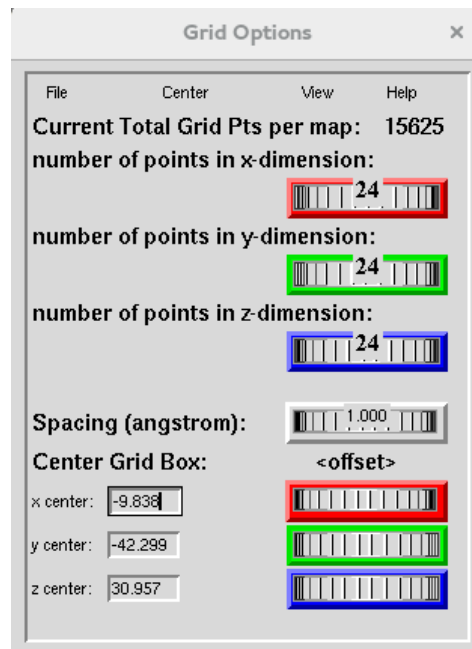 Grid Options ×
File Center View Help
Current Total Grid Pts per map: 15625
number of points in x-dimension:
24
number of points in y-dimension:
24
number of points in z-dimension:
24
Spacing (angstrom): 1.000
Center Grid Box: <offset>
x center: -9.838
y center: -42.299
z center: 30.957